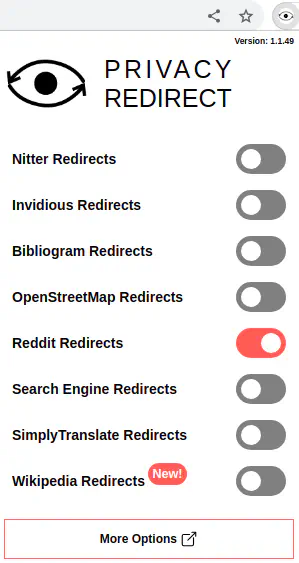 Version: 1.1.49
PRIVACY
REDIRECT
Nitter Redirects
Invidious Redirects
Bibliogram Redirects
OpenStreetMap Redirects
Reddit Redirects
Search Engine Redirects
SimplyTranslate Redirects
Wikipedia Redirects New!
More Options